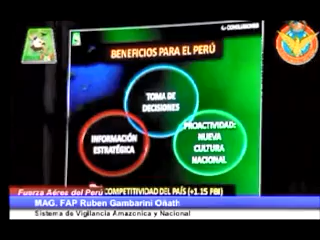 4.- CONCLUSIONES
BENEFICIOS PARA EL PERÚ
TOMA DE
DECISIONES
INFORMACIÓN
ESTRATÉGICA
PROACTIVIDAD:
NUEVA
CULTURA
NACIONAL
COMPETITIVIDAD DEL PAÍS (+1.15 PBI)
Fuerza Aérea del Perú
MAG. FAP Ruben Gambarini Oñath
Sistema de Vigilancia Amazonica y Nacional